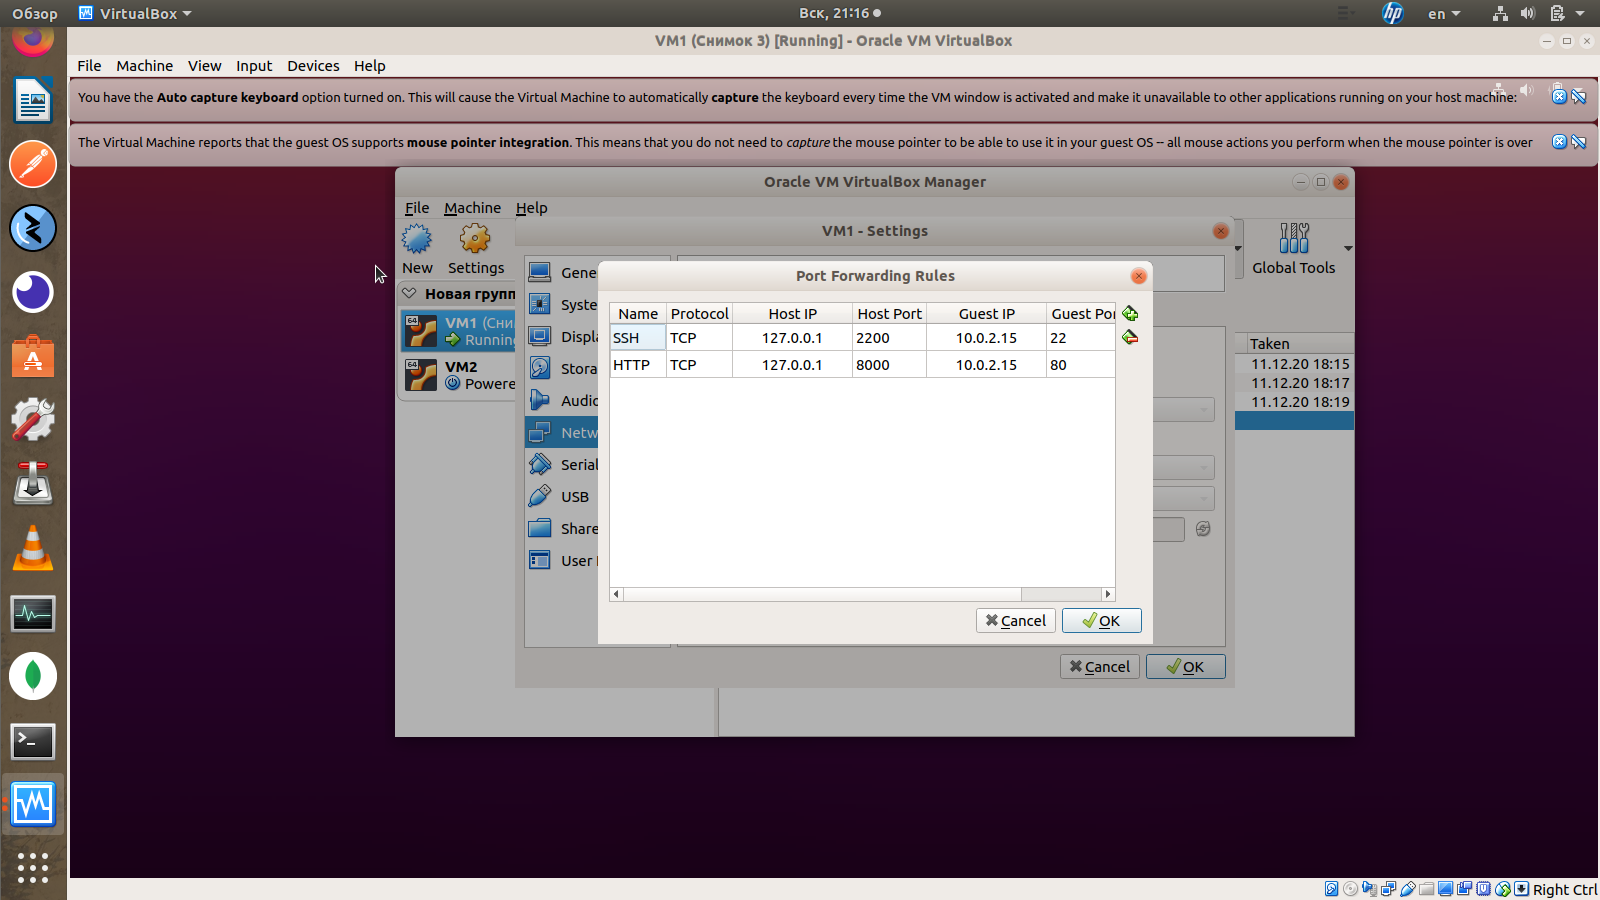 Обзор
VirtualBox
Вск, 21:16
en
VM1 (Снимок 3) [Running] - Oracle VM VirtualBox
File Machine View Input Devices Help
You have the Auto capture keyboard option turned on. This will cause the Virtual Machine to automatically capture the keyboard every time the VM window is activated and make it unavailable to other applications running on your host machine:
The Virtual Machine reports that the guest OS supports mouse pointer integration. This means that you do not need to capture the mouse pointer to be able to use it in your guest OS -- all mouse actions you perform when the mouse pointer is over
Oracle VM VirtualBox Manager
File Machine Help
New
Settings
Global Tools
Новая групп
64
VM1 (Сни
Running
64
VM2
Powere
Taken
11.12.20 18:15
11.12.20 18:17
11.12.20 18:19
VM1 - Settings
Gene
Syste
Displa
Stora
Audic
Netw
Serial
USB
Share
User
Cancel
OK
Port Forwarding Rules
Name Protocol Host IP Host Port Guest IP Guest Por
SSH TCP 127.0.0.1 2200 10.0.2.15 22
HTTP TCP 127.0.0.1 8000 10.0.2.15 80
Cancel
OK
Right Ctrl